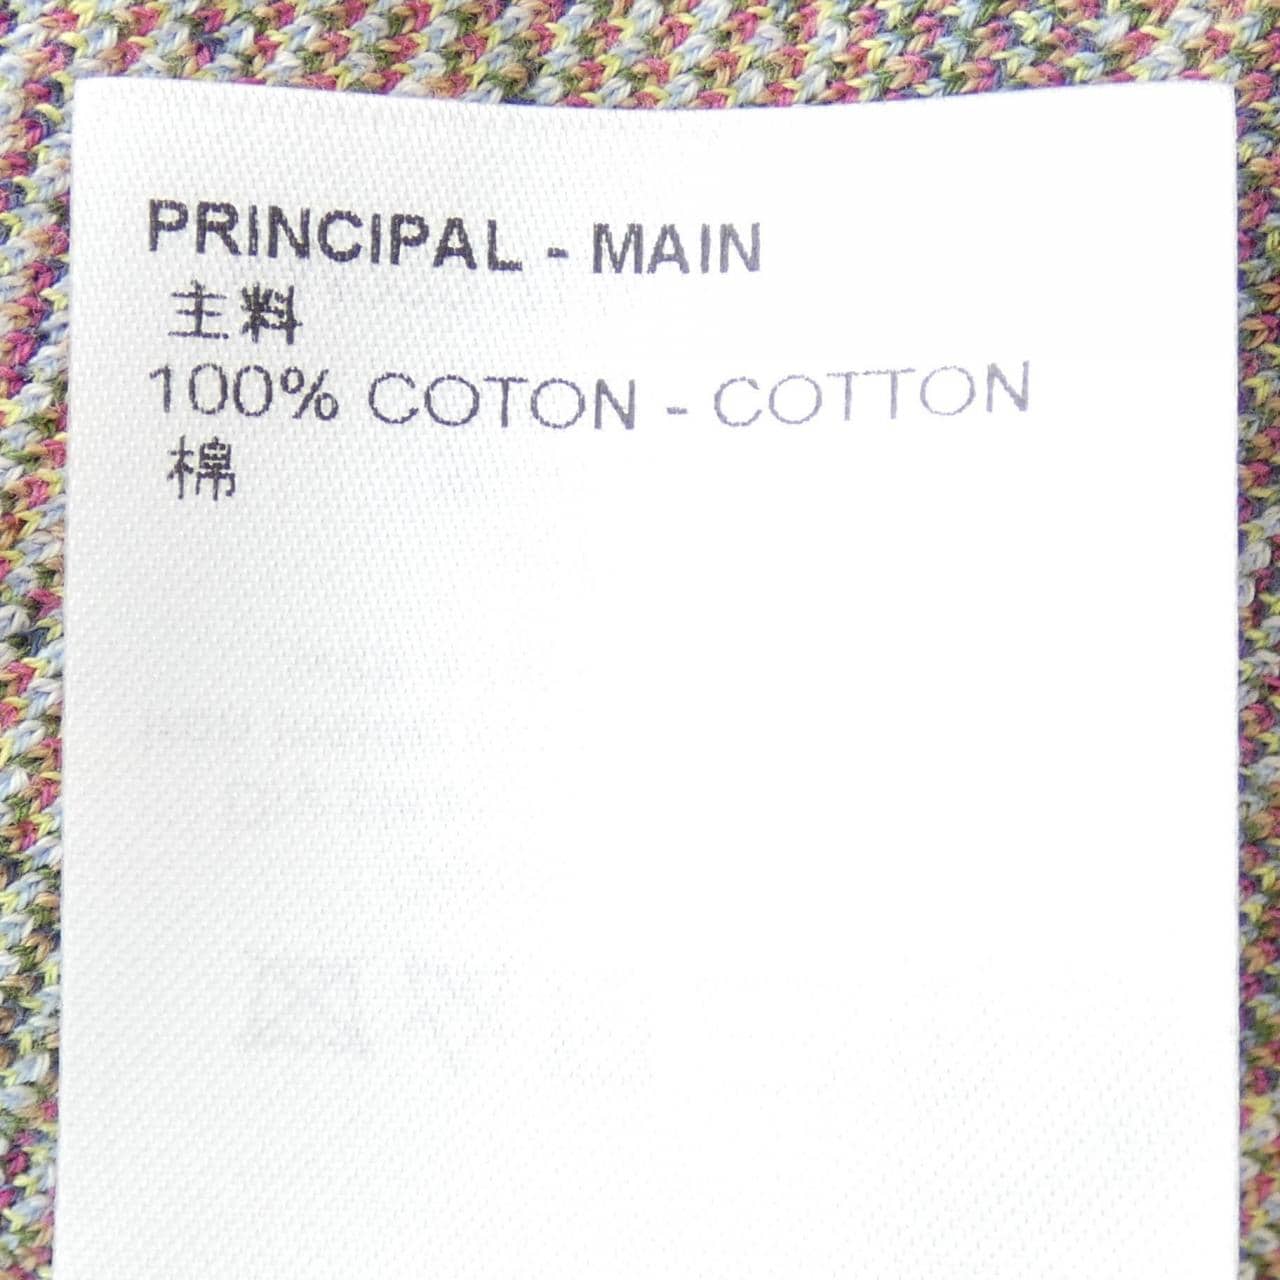 PRINCIPAL - MAIN
主料
100% COTON - COTTON
棉